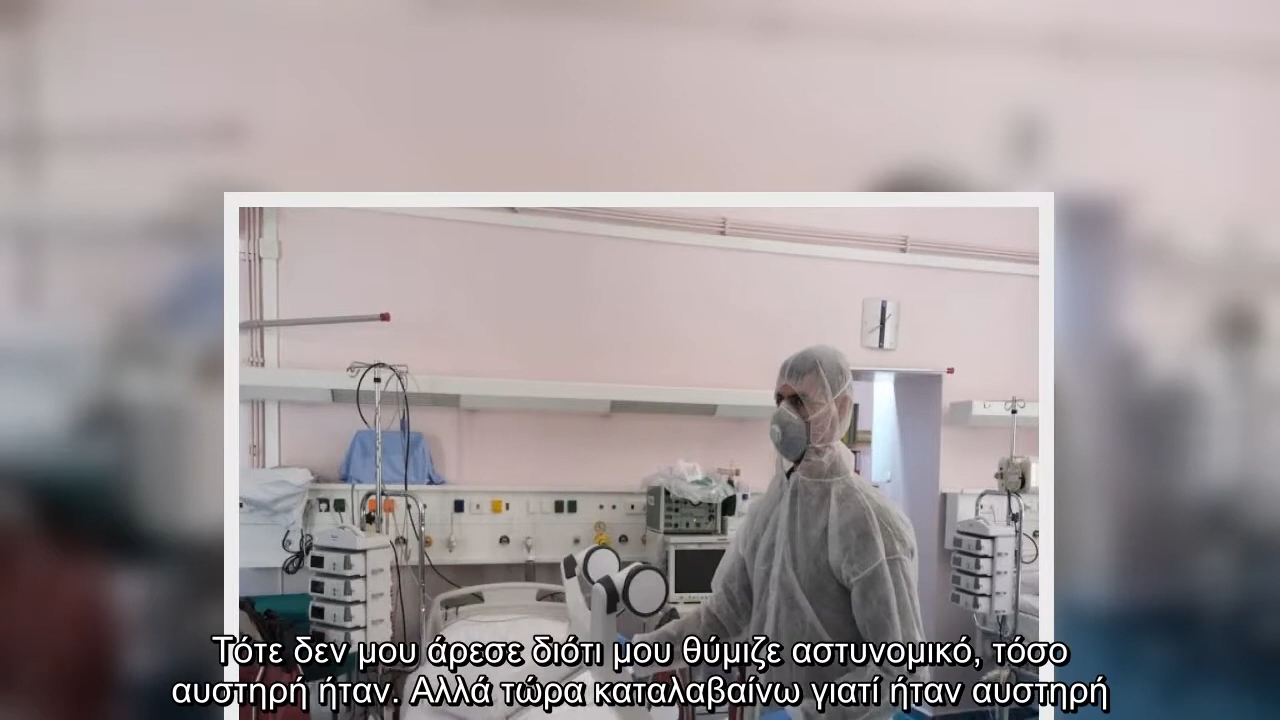 Τότε δεν μου άρεσε διότι μου θύμιζε αστυνομικό, τόσο
αυστηρή ήταν. Αλλά τώρα καταλαβαίνω γιατί ήταν αυστηρή